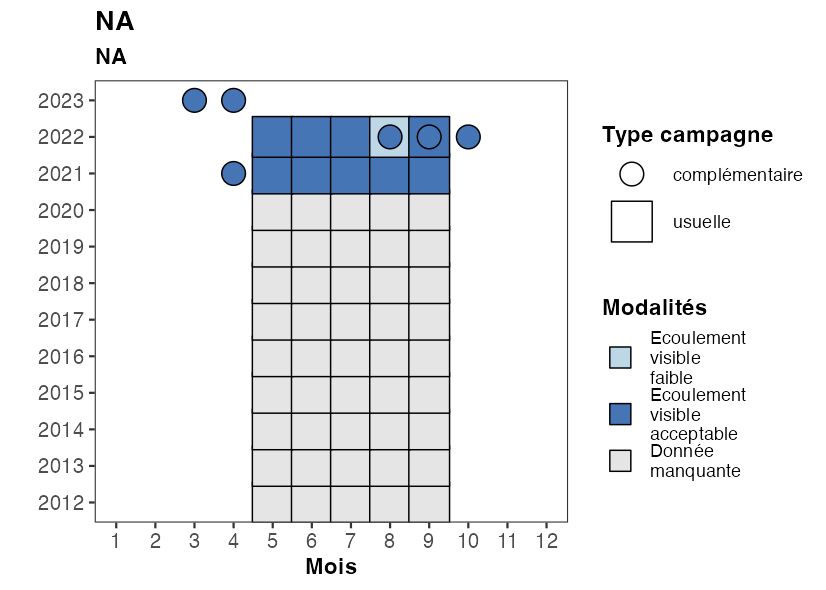 NA
NA
2023
2022
2021
2020
2019
2018
2017
2016
2015
2014
2013
2012
1 2 3 4 5 6 7 8 9 10 11 12
Mois
Type campagne
complémentaire
usuelle
Modalités
Ecoulement
visible
faible
Ecoulement
visible
acceptable
Donnée
manquante